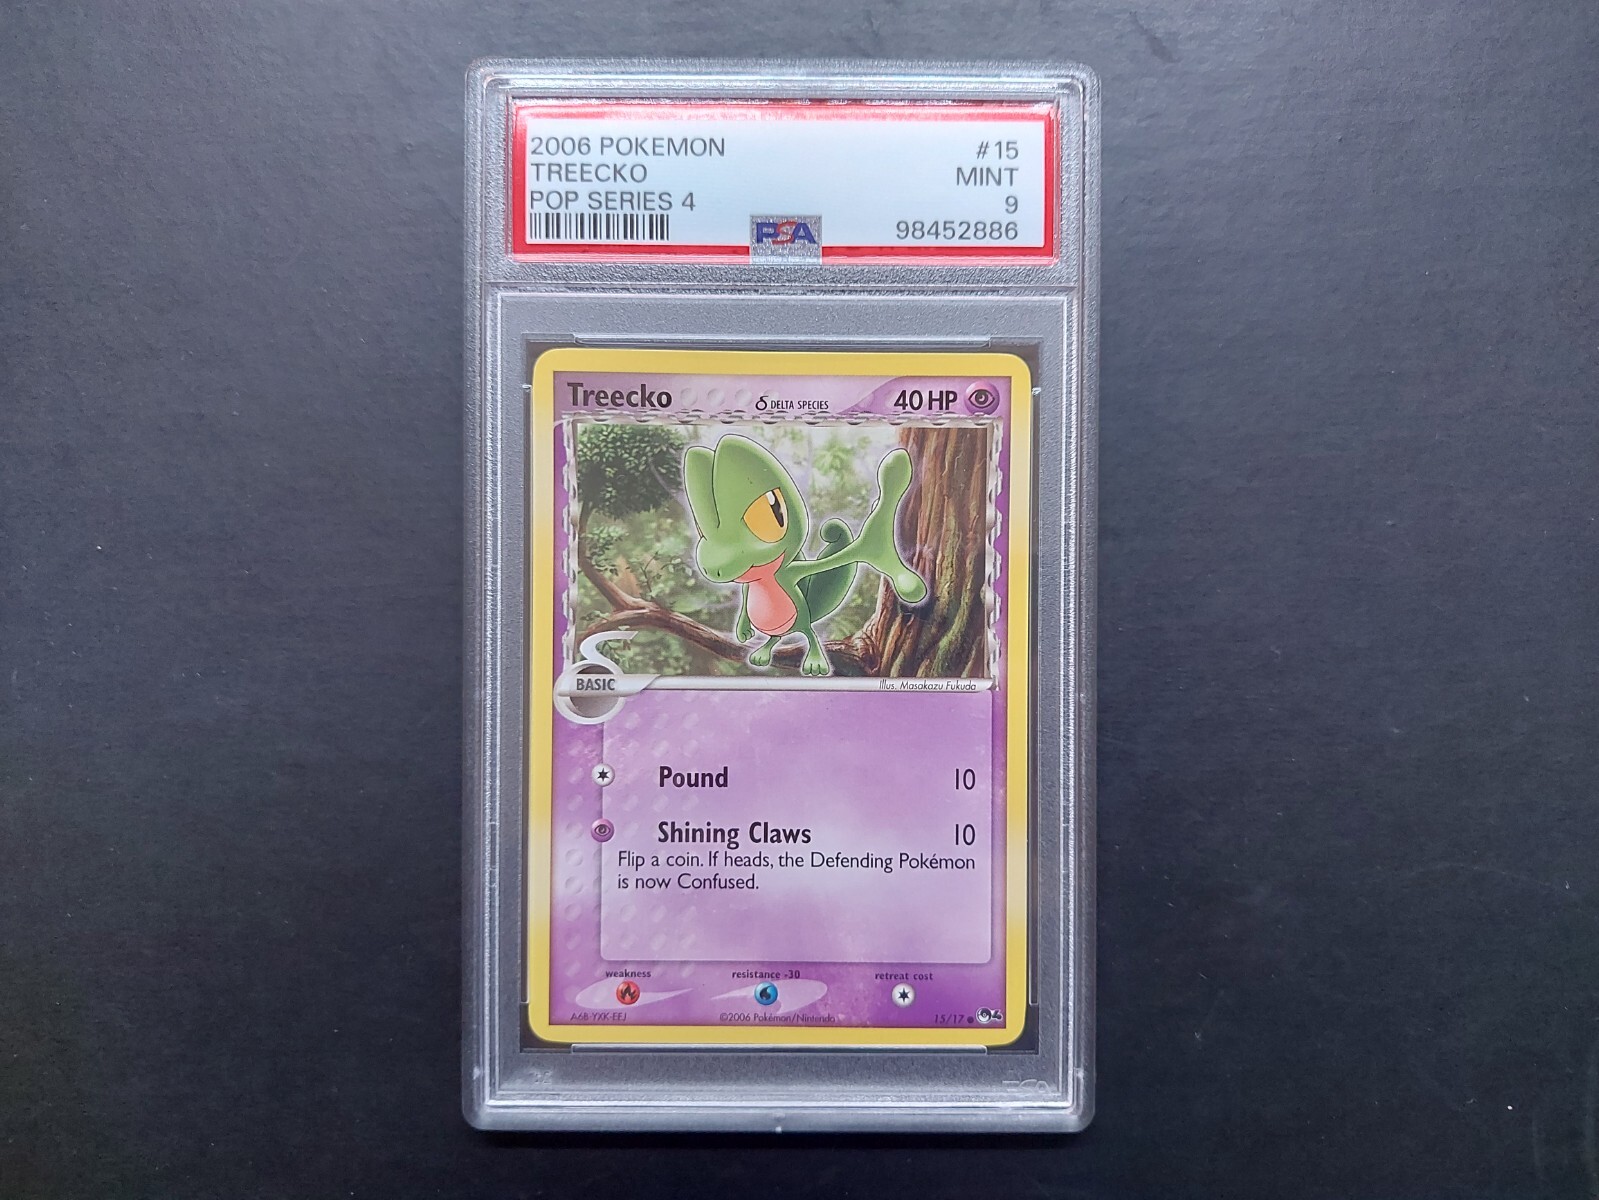 2006 POKEMON #15
TREECKO MINT
POP SERIES 4 9
PSA 98452886
Treecko δ DELTA SPECIES 40 HP
BASIC Illus. Masakazu Fukuda
Pound 10
Shining Claws 10
Flip a coin. If heads, the Defending Pokémon
is now Confused.
weakness resistance -30 retreat cost
A6B-YXK-EEJ ©2006 Pokémon/Nintendo 15/17 ● 4